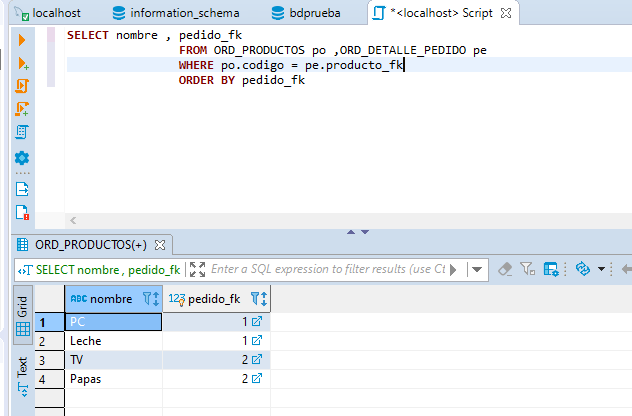 localhost information_schema bdprueba *<localhost> Script
SELECT nombre , pedido_fk
FROM ORD_PRODUCTOS po ,ORD_DETALLE_PEDIDO pe
WHERE po.codigo = pe.producto_fk
ORDER BY pedido_fk
ORD_PRODUCTOS(+)
SELECT nombre , pedido_fk Enter a SQL expression to filter results (use Ct
Grid
Text
ABC nombre 123 pedido_fk
1 PC 1
2 Leche 1
3 TV 2
4 Papas 2